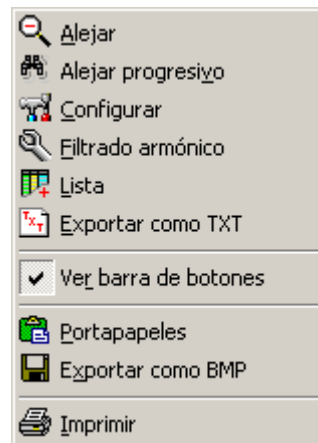 Alejar
Alejar progresivo
Configurar
Filtrado armónico
Lista
Exportar como TXT
Ver barra de botones
Portapapeles
Exportar como BMP
Imprimir